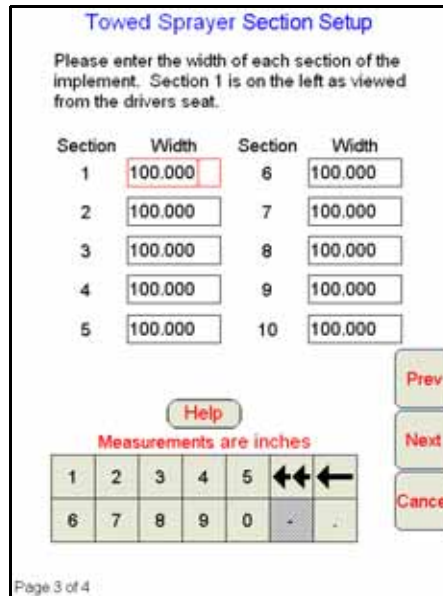 Towed Sprayer Section Setup
Please enter the width of each section of the
implement. Section 1 is on the left as viewed
from the drivers seat.
Section Width Section Width
1 100.000 6 100.000
2 100.000 7 100.000
3 100.000 8 100.000
4 100.000 9 100.000
5 100.000 10 100.000
Prev
Help
Measurements are inches
Next
1 2 3 4 5
Cance
6 7 8 9 0 - .
Page 3 of 4